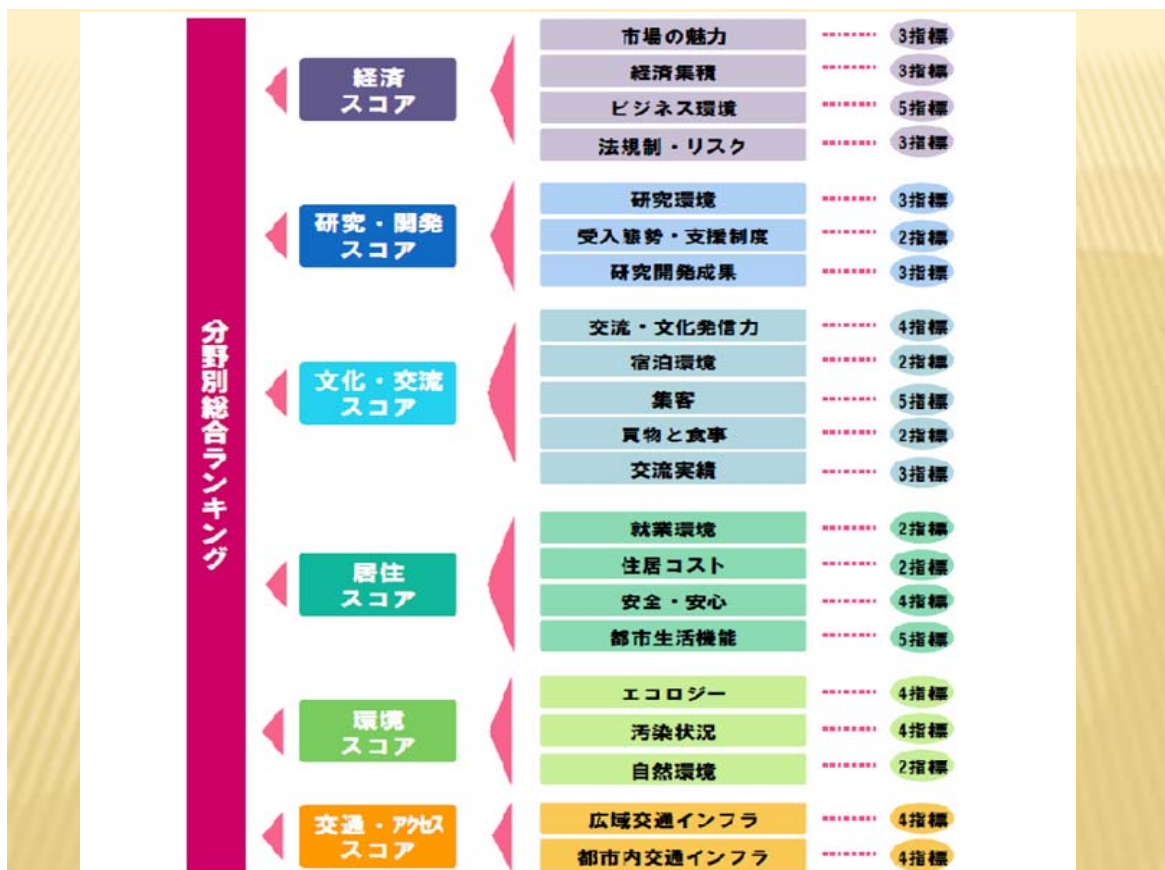 分野別総合ランキング
経済
スコア
市場の魅力
3指標
経済集積
3指標
ビジネス環境
5指標
法規制・リスク
3指標
研究・開発
スコア
研究環境
3指標
受入態勢・支援制度
2指標
研究開発成果
3指標
文化・交流
スコア
交流・文化発信力
4指標
宿泊環境
2指標
集客
5指標
買物と食事
2指標
交流実績
3指標
居住
スコア
就業環境
2指標
住居コスト
2指標
安全・安心
4指標
都市生活機能
5指標
環境
スコア
エコロジー
4指標
汚染状況
4指標
自然環境
2指標
交通・アクセス
スコア
広域交通インフラ
4指標
都市内交通インフラ
4指標